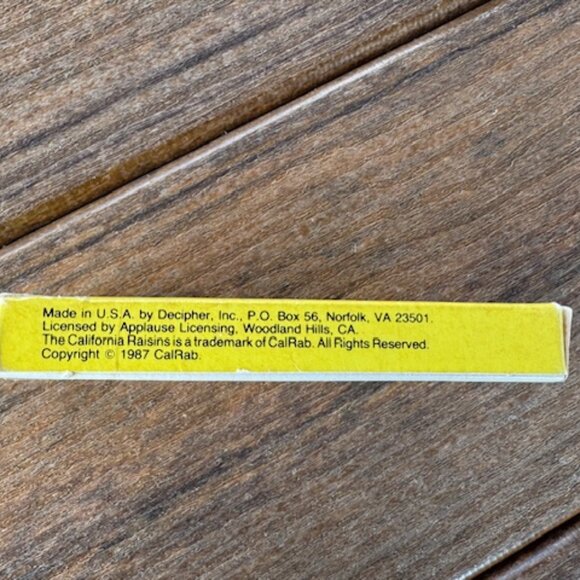 Made in U.S.A. by Decipher, Inc., P.O. Box 56, Norfolk, VA 23501.
Licensed by Applause Licensing, Woodland Hills, CA.
The California Raisins is a trademark of CalRab. All Rights Reserved.
Copyright © 1987 CalRab.